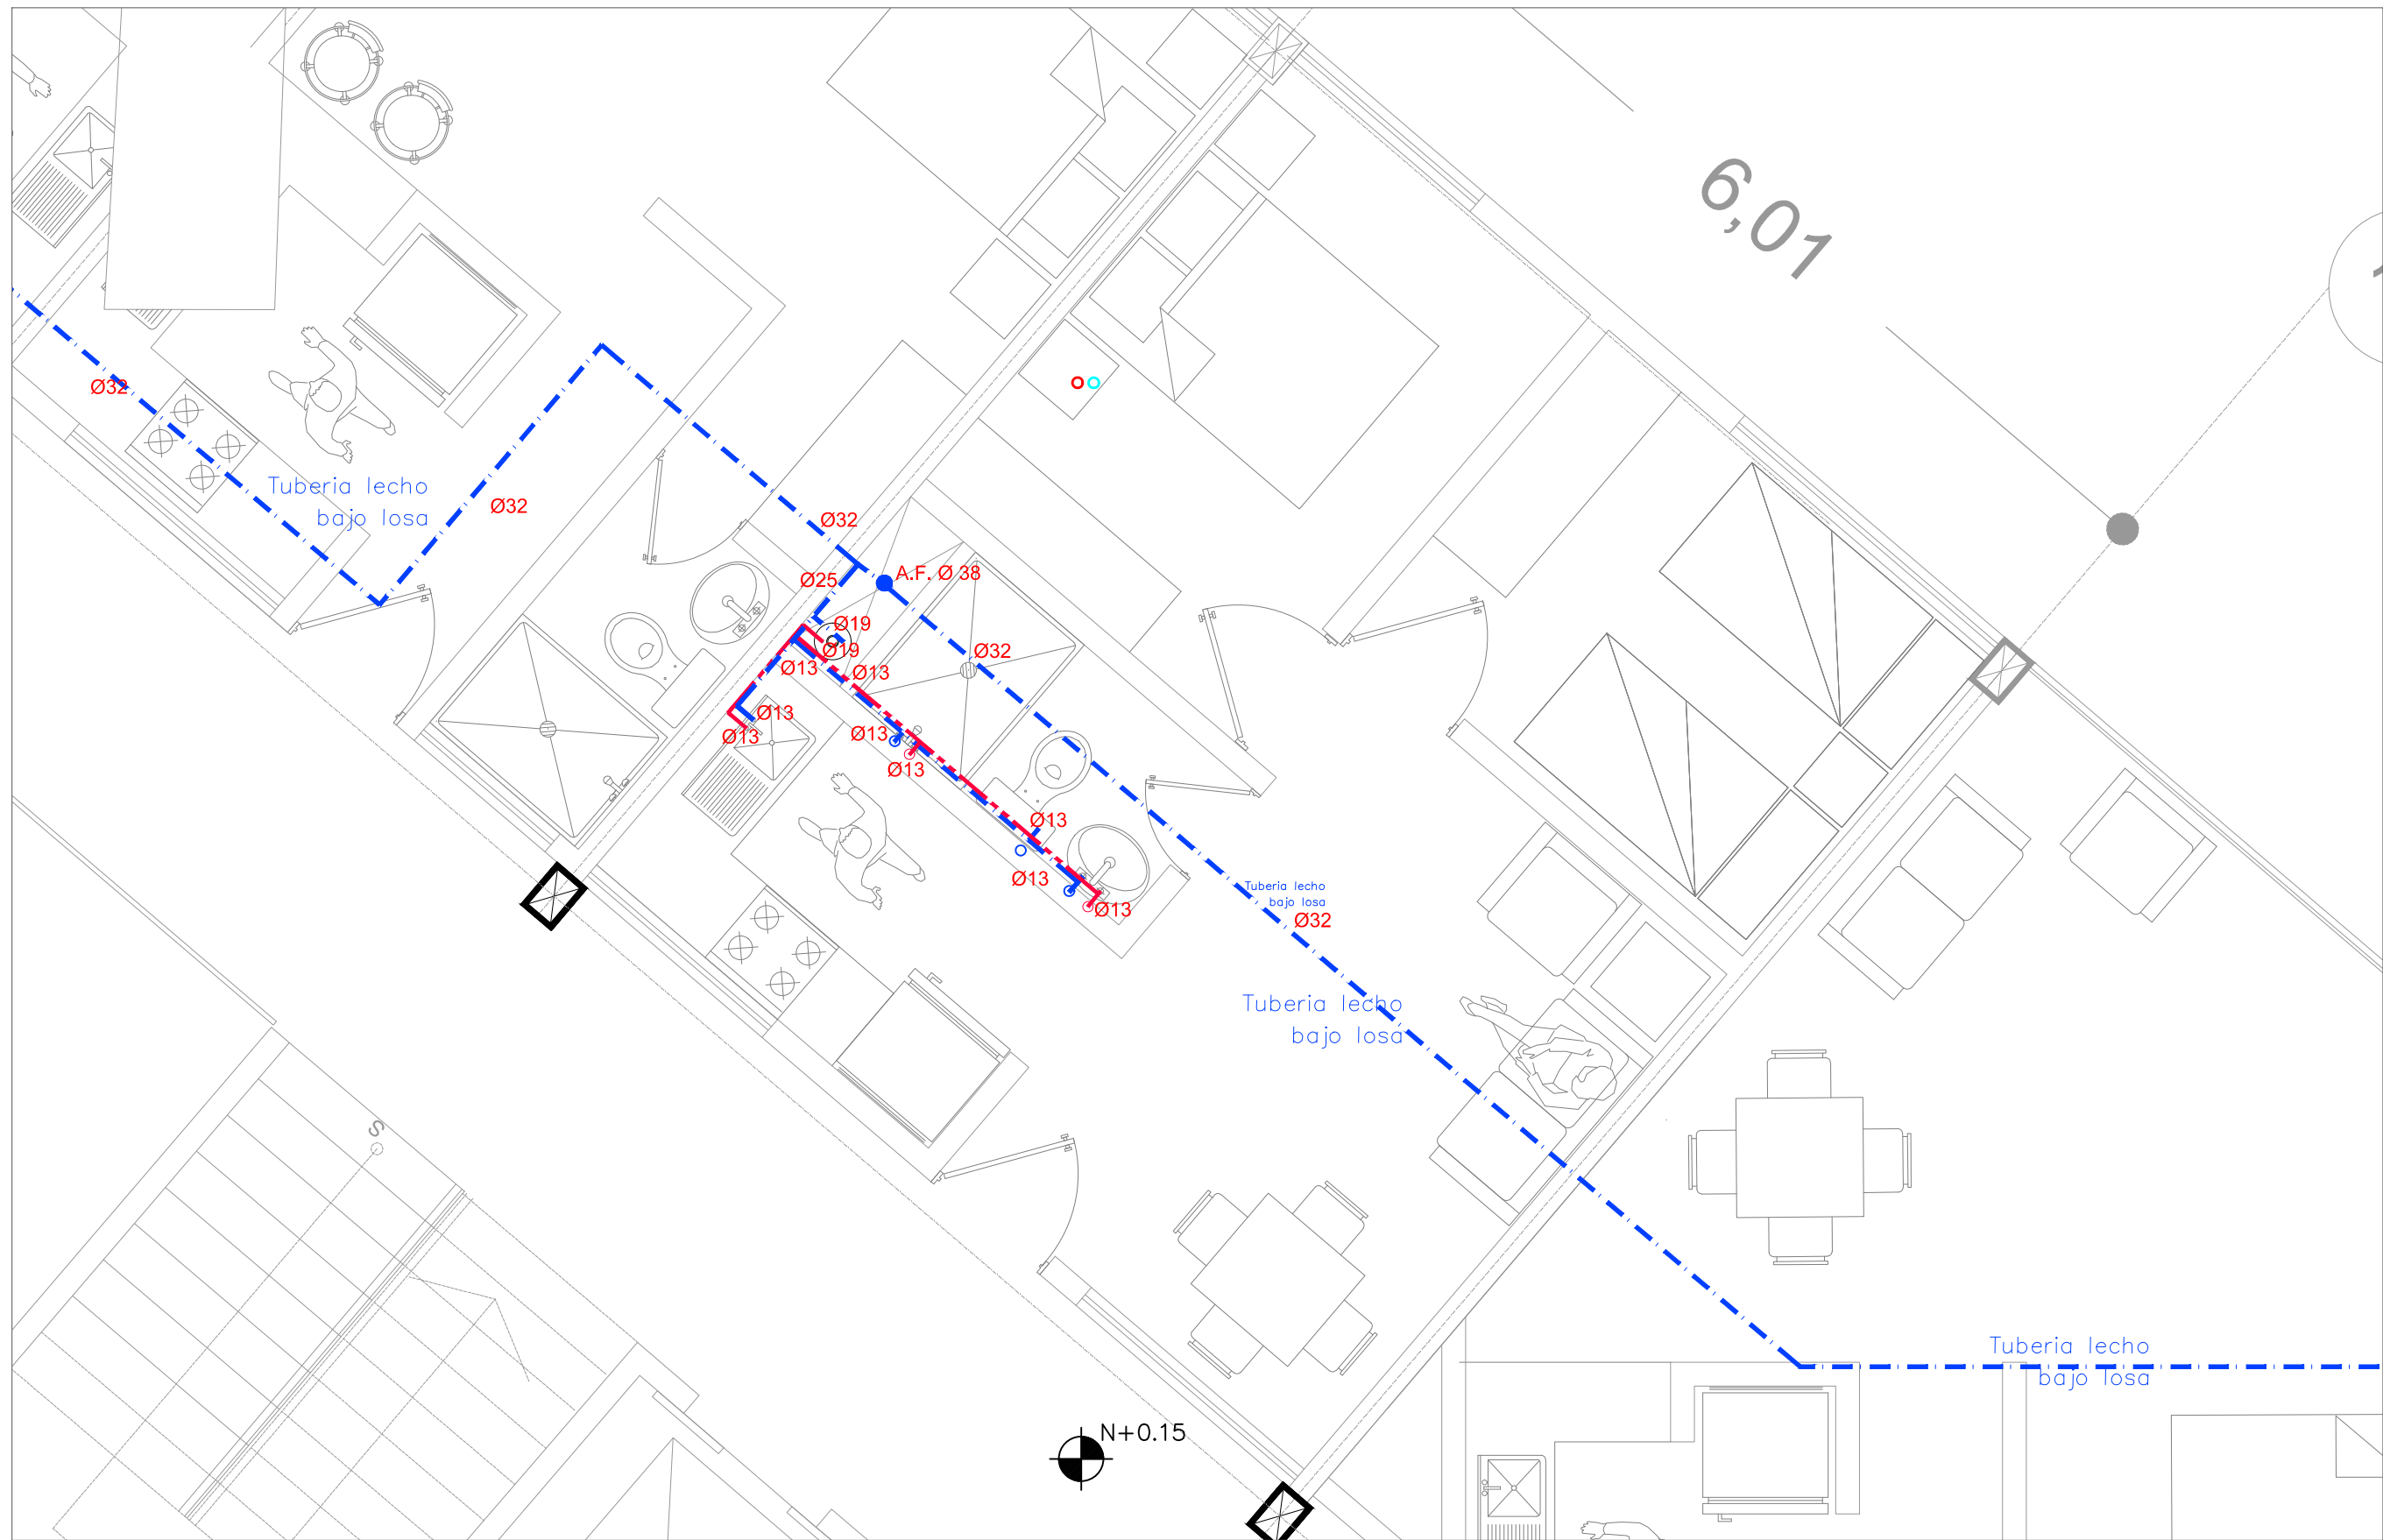 6,01
Ø32
Tuberia lecho
bajo losa
Ø32
Ø32
A.F. Ø 38
Ø25
Ø19
Ø19
Ø32
Ø13
Ø13
Ø13
Ø13
Ø13
Ø13
Ø13
Ø13
Ø13
Tuberia lecho
bajo losa
Ø32
Tuberia lecho
bajo losa
S
Tuberia lecho
bajo losa
N+0.15